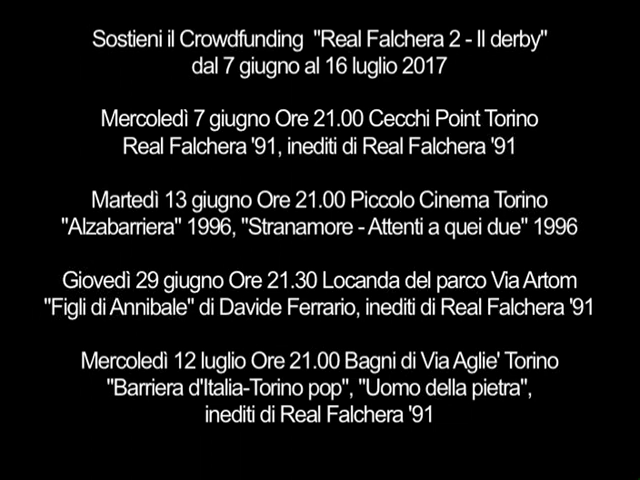 Sostieni il Crowdfunding "Real Falchera 2 - Il derby"
dal 7 giugno al 16 luglio 2017
Mercoledì 7 giugno Ore 21.00 Cecchi Point Torino
Real Falchera '91, inediti di Real Falchera '91
Martedì 13 giugno Ore 21.00 Piccolo Cinema Torino
"Alzabarriera" 1996, "Stranamore - Attenti a quei due" 1996
Giovedì 29 giugno Ore 21.30 Locanda del parco Via Artom
"Figli di Annibale" di Davide Ferrario, inediti di Real Falchera '91
Mercoledì 12 luglio Ore 21.00 Bagni di Via Aglie' Torino
"Barriera d'Italia-Torino pop", "Uomo della pietra",
inediti di Real Falchera '91